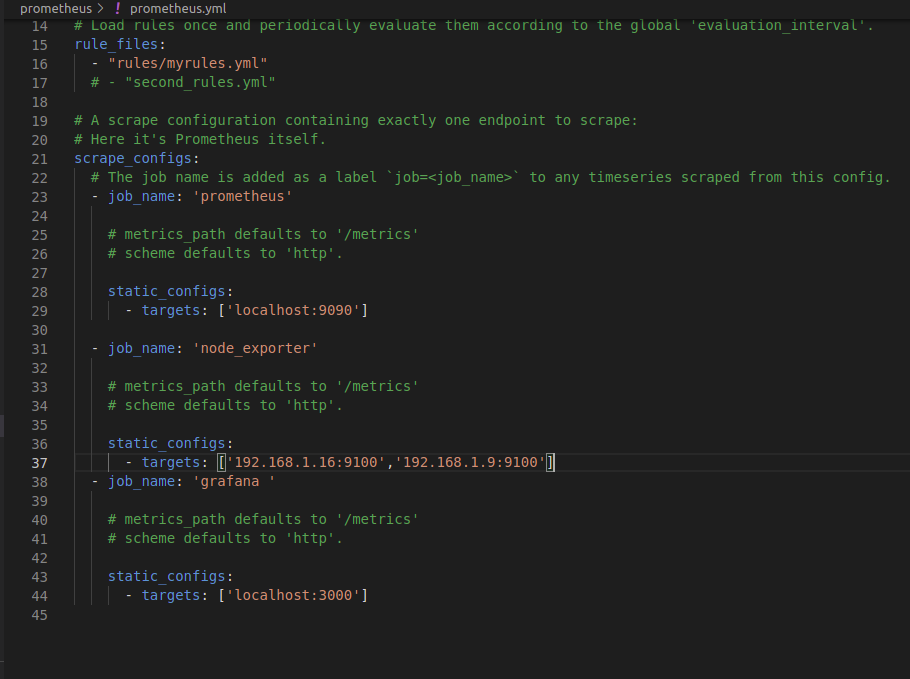 prometheus > ! prometheus.yml
14 # Load rules once and periodically evaluate them according to the global 'evaluation_interval'.
15 rule_files:
16   - "rules/myrules.yml"
17   # - "second_rules.yml"
18
19 # A scrape configuration containing exactly one endpoint to scrape:
20 # Here it's Prometheus itself.
21 scrape_configs:
22   # The job name is added as a label `job=<job_name>` to any timeseries scraped from this config.
23   - job_name: 'prometheus'
24
25     # metrics_path defaults to '/metrics'
26     # scheme defaults to 'http'.
27
28     static_configs:
29       - targets: ['localhost:9090']
30
31   - job_name: 'node_exporter'
32
33     # metrics_path defaults to '/metrics'
34     # scheme defaults to 'http'.
35
36     static_configs:
37       - targets: ['192.168.1.16:9100','192.168.1.9:9100']
38   - job_name: 'grafana '
39
40     # metrics_path defaults to '/metrics'
41     # scheme defaults to 'http'.
42
43     static_configs:
44       - targets: ['localhost:3000']
45